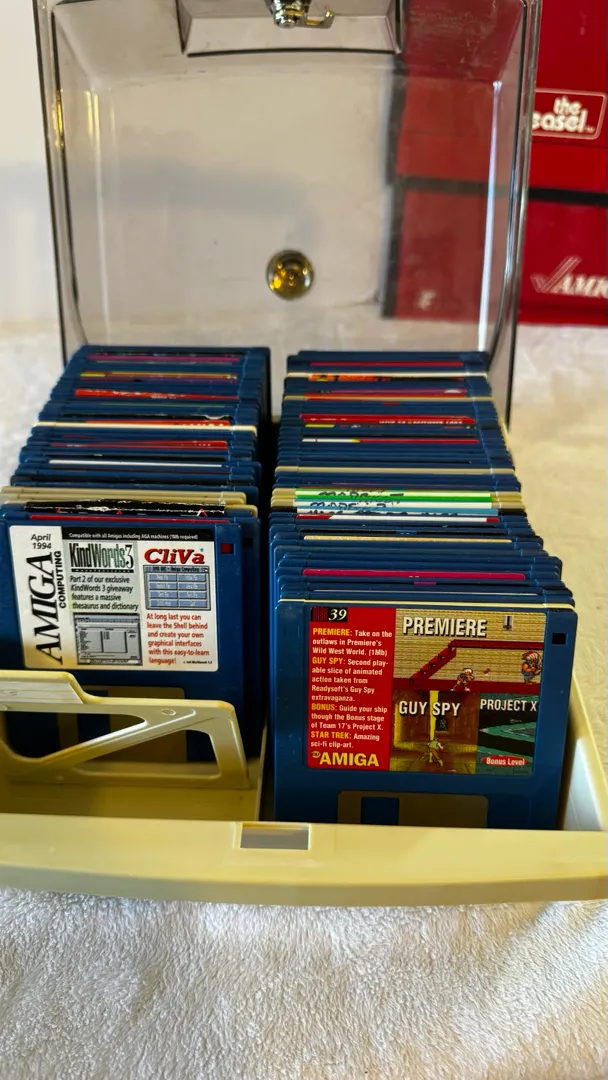 the
easel
AMI
April
1994
AMIGA
COMPUTING
Compatible with all Amigas including AGA machines (1Mb required)
KindWords3
Part 2 of our exclusive
KindWords 3 giveaway
features a massive
thesaurus and dictionary
CliVa
At long last you can
leave the Shell behind
and create your own
graphical interfaces
with this easy-to-learn
language!
39
PREMIERE: Take on the
outlaws in Premiere's
Wild West World. (1Mb)
GUY SPY: Second play-
able slice of animated
action taken from
Readysoft's Guy Spy
extravaganza.
BONUS: Guide your ship
though the Bonus stage
of Team 17's Project X.
STAR TREK: Amazing
sci-fi clip-art.
AMIGA
PREMIERE
GUY SPY
PROJECT X
Bonus Level